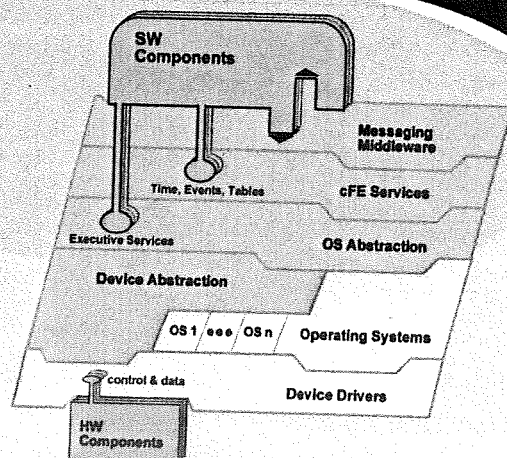 SW
Components
Messaging
Middleware
Time, Events, Tables
cFE Services
Executive Services
OS Abstraction
Device Abstraction
OS 1
OS n
Operating Systems
control & data
Device Drivers
HW
Components